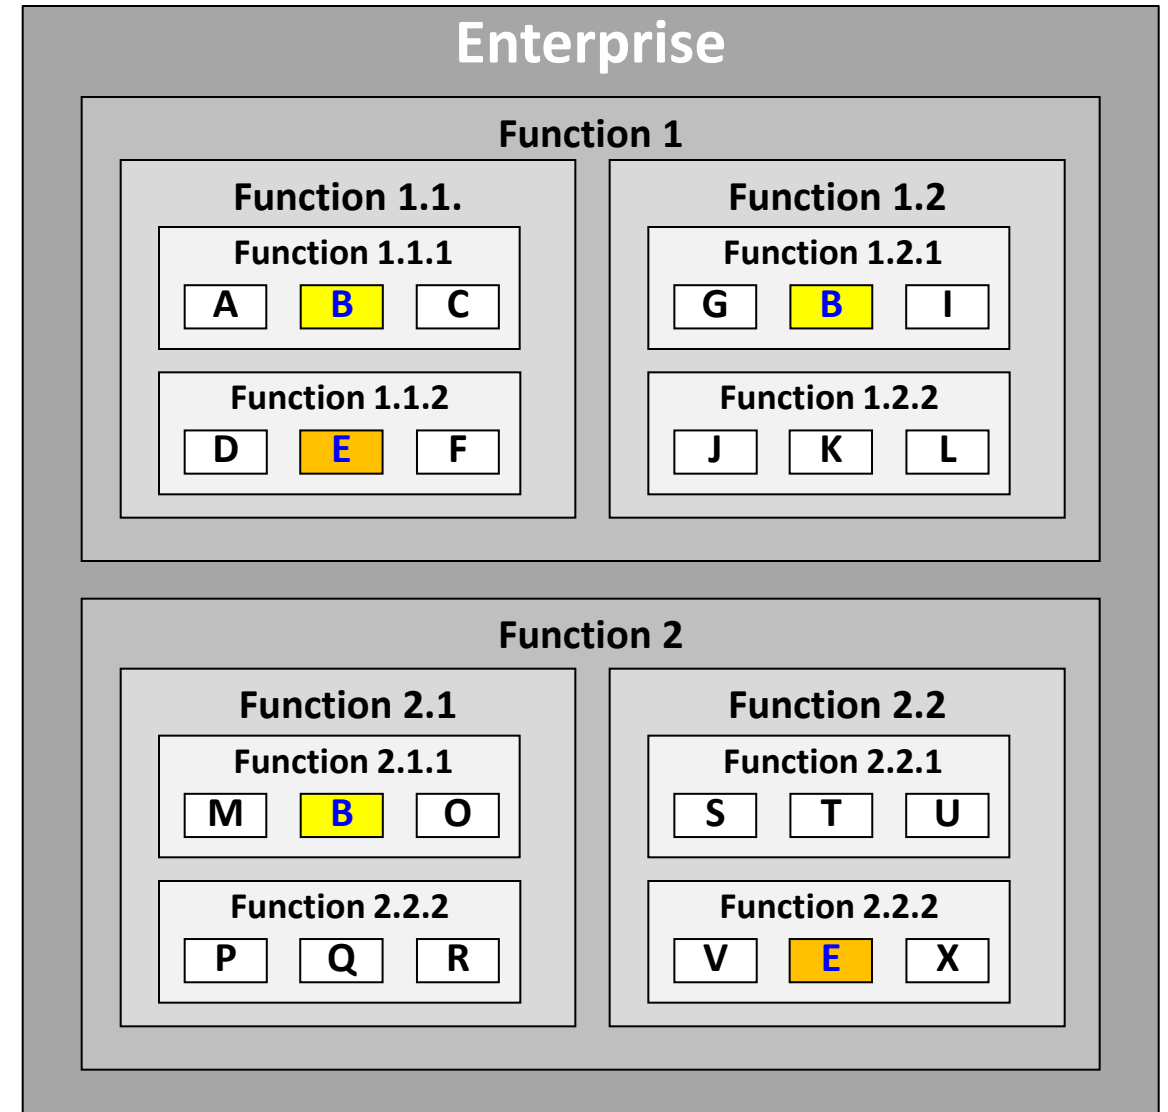 Enterprise
Function 1
Function 1.1.
Function 1.1.1
A B C
Function 1.1.2
D E F
Function 1.2
Function 1.2.1
G B I
Function 1.2.2
J K L
Function 2
Function 2.1
Function 2.1.1
M B O
Function 2.2.2
P Q R
Function 2.2
Function 2.2.1
S T U
Function 2.2.2
V E X